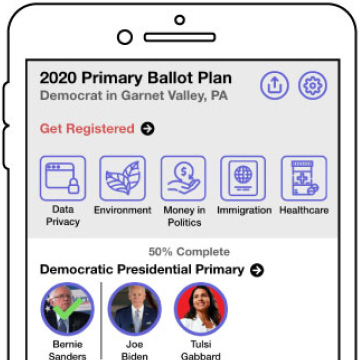 2020 Primary Ballot Plan
Democrat in Garnet Valley, PA
Get Registered
Data Privacy
Environment
Money in Politics
Immigration
Healthcare
50% Complete
Democratic Presidential Primary
Bernie Sanders
Joe Biden
Tulsi Gabbard